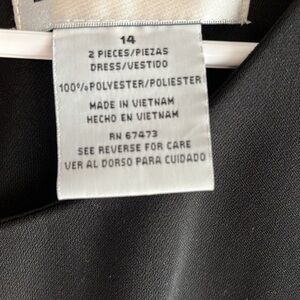 14
2 PIECES/PIEZAS
DRESS/VESTIDO
100%POLYESTER/POLIESTER
MADE IN VIETNAM
HECHO EN VIETNAM
RN 67473
SEE REVERSE FOR CARE
VER AL DORSO PARA CUIDADO